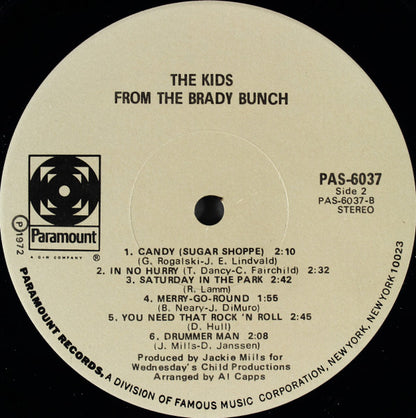 THE KIDS
FROM THE BRADY BUNCH
PAS-6037
Side 2
PAS-6037-B
STEREO
Paramount
A G+W COMPANY ®
Ⓟ1972
1. CANDY (SUGAR SHOPPE) 2:10
(G. Rogalski-J. E. Lindvald)
2. IN NO HURRY (T. Dancy-C. Fairchild) 2:32
3. SATURDAY IN THE PARK 2:42
(R. Lamm)
4. MERRY-GO-ROUND 1:55
(B. Neary-J. DiMuro)
5. YOU NEED THAT ROCK 'N ROLL 2:45
(D. Hull)
6. DRUMMER MAN 2:08
(J. Mills-D. Janssen)
Produced by Jackie Mills for
Wednesday's Child Productions
Arranged by Al Capps
PARAMOUNT RECORDS, A DIVISION OF FAMOUS MUSIC CORPORATION, NEW YORK, NEW YORK 10023